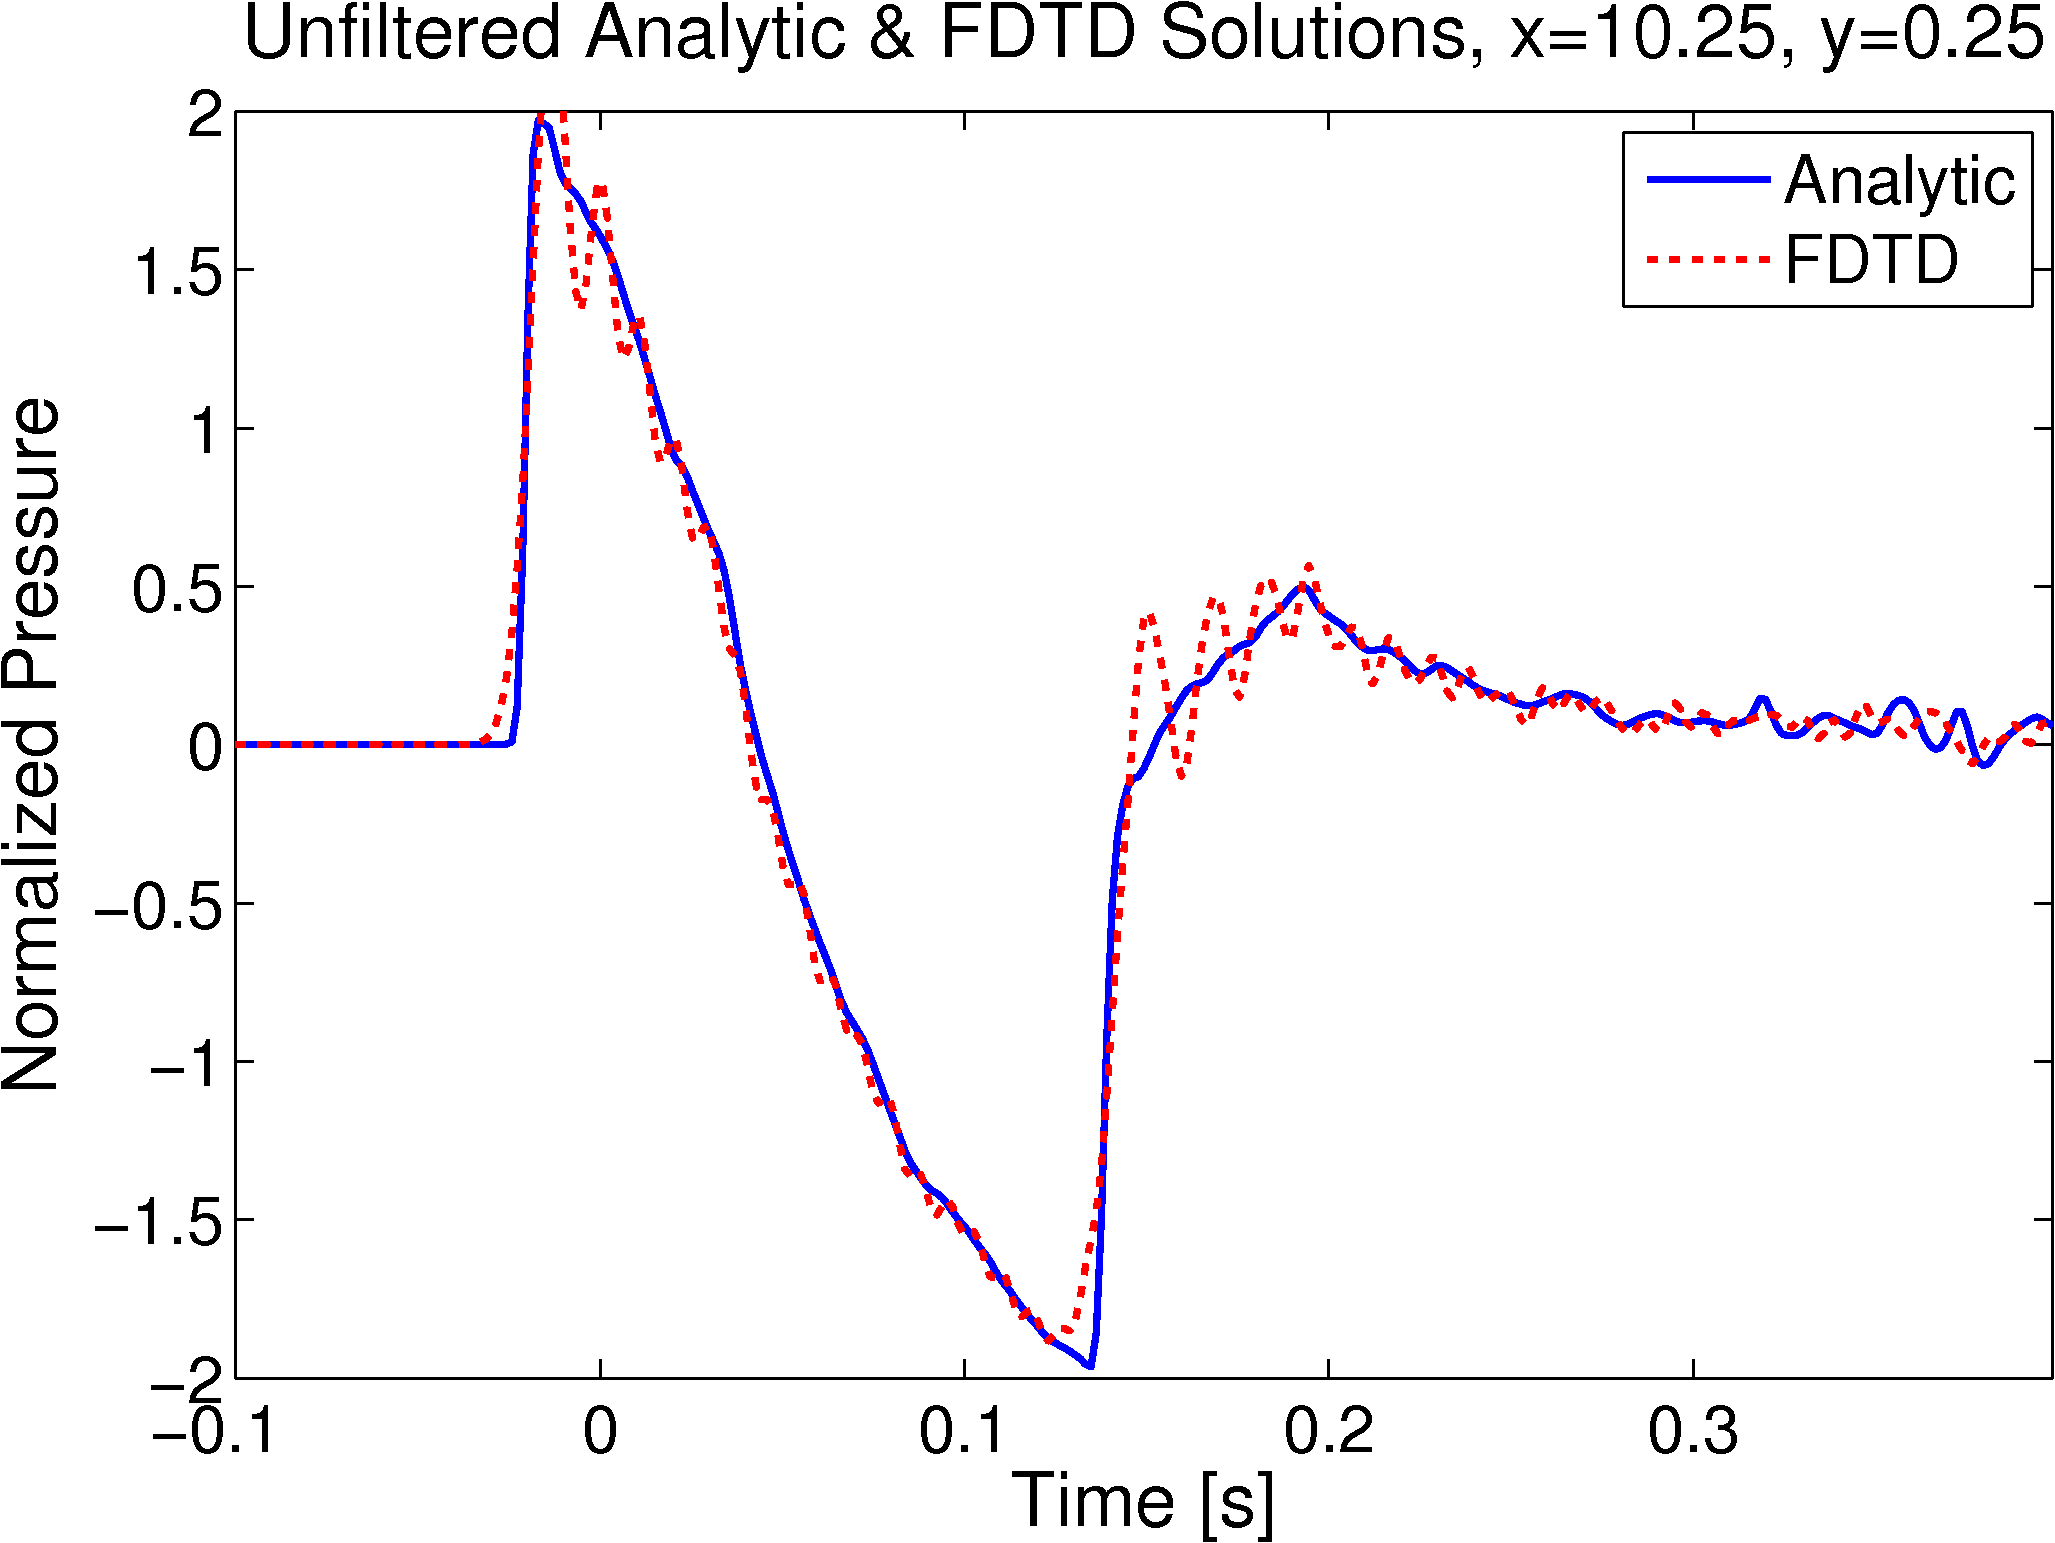 Unfiltered Analytic & FDTD Solutions, x=10.25, y=0.25
2
1.5
1
0.5
0
−0.5
−1
−1.5
−2
Normalized Pressure
Analytic
FDTD
−0.1
0
0.1
0.2
0.3
Time [s]